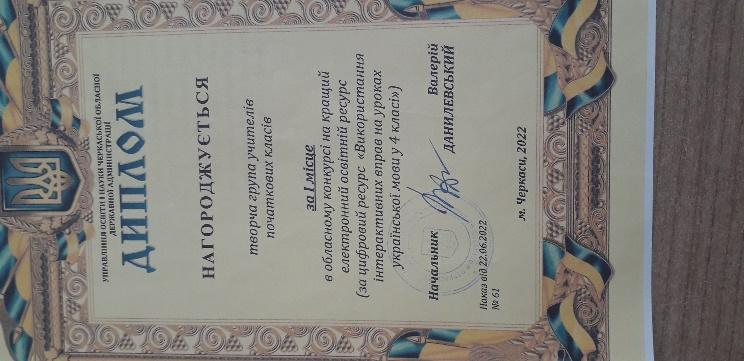 УПРАВЛІННЯ ОСВІТИ І НАУКИ ЧЕРКАСЬКОЇ ОБЛАСНОЇ
ДЕРЖАВНОЇ АДМІНІСТРАЦІЇ
ДИПЛОМ
НАГОРОДЖУЄТЬСЯ
творча група учителів
початкових класів
за І місце
в обласному конкурсі на кращий
електронний освітній ресурс
(за цифровий ресурс «Використання
інтерактивних вправ на уроках
української мови у 4 класі»)
Начальник Валерій
ДАНИЛЕВСЬКИЙ
Наказ від 22.06.2022
№ 61
м. Черкаси, 2022